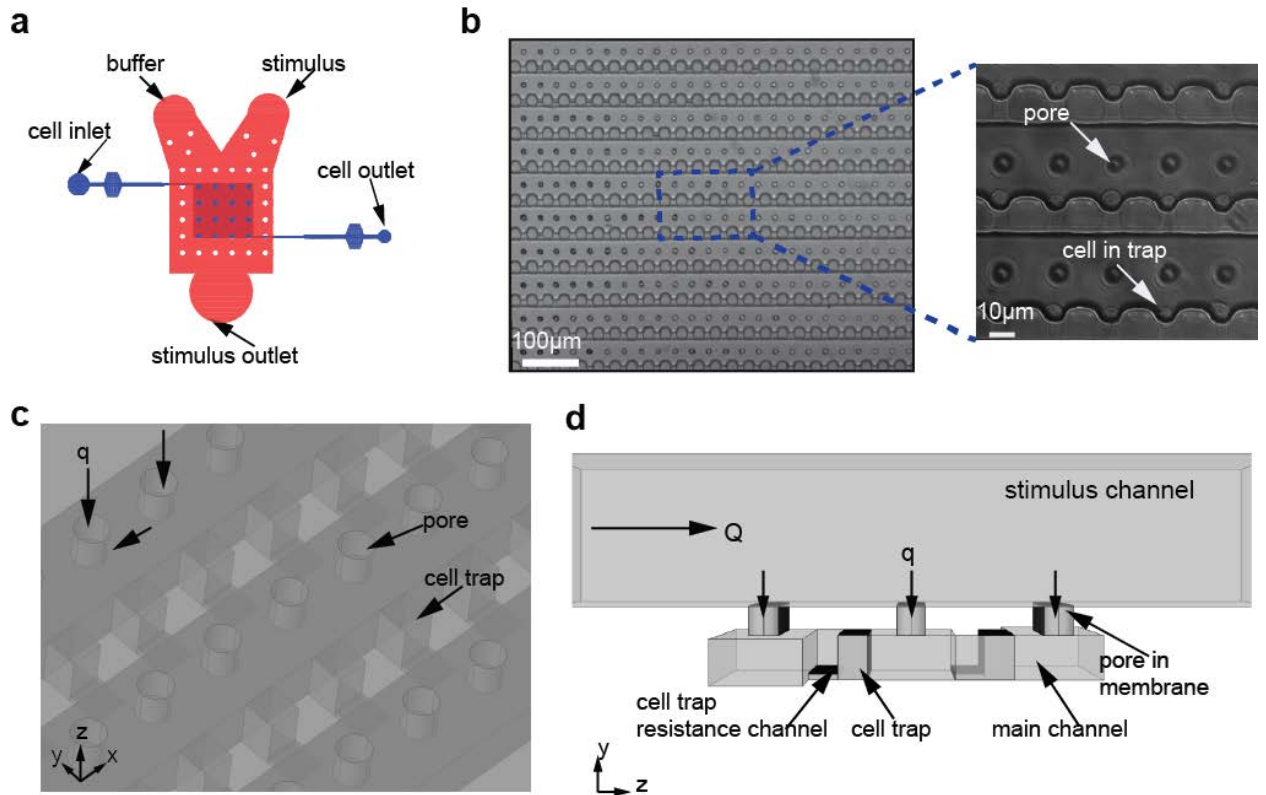 a
buffer
stimulus
cell inlet
cell outlet
stimulus outlet
b
100µm
pore
cell in trap
10µm
c
q
pore
cell trap
z
y
x
d
stimulus channel
Q
q
pore in
membrane
cell trap
resistance channel
cell trap
main channel
y
z